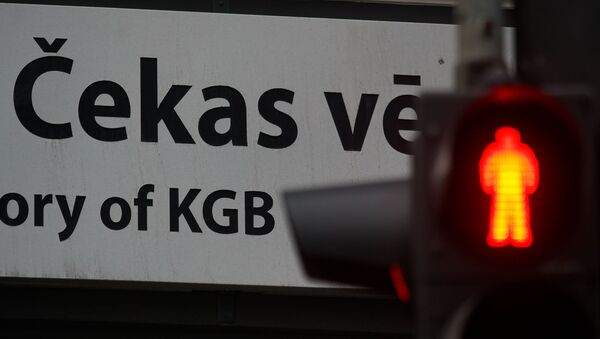 Čekas vē
ory of KGB